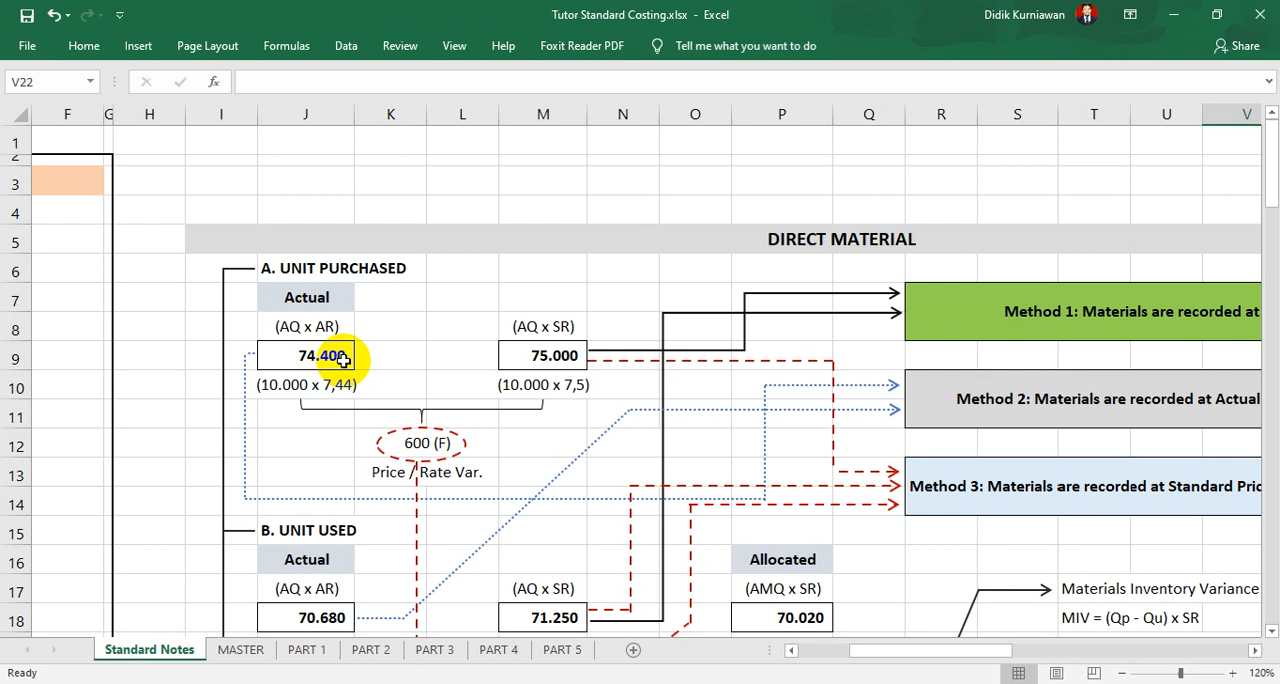 Tutor Standard Costing.xlsx - Excel
Didik Kurniawan
File Home Insert Page Layout Formulas Data Review View Help Foxit Reader PDF Tell me what you want to do Share
V22 fx
F G H I J K L M N O P Q R S T U V
1
2
3
4
5 DIRECT MATERIAL
6 A. UNIT PURCHASED
7 Actual
Method 1: Materials are recorded at
8 (AQ x AR) (AQ x SR)
9 74.400 75.000
10 (10.000 x 7,44) (10.000 x 7,5)
Method 2: Materials are recorded at Actual
11
12 600 (F)
13 Price / Rate Var.
Method 3: Materials are recorded at Standard Pric
14
15 B. UNIT USED
16 Actual Allocated
17 (AQ x AR) (AQ x SR) (AMQ x SR) Materials Inventory Variance
18 70.680 71.250 70.020 MIV = (Qp - Qu) x SR
Standard Notes MASTER PART 1 PART 2 PART 3 PART 4 PART 5
Ready 120%